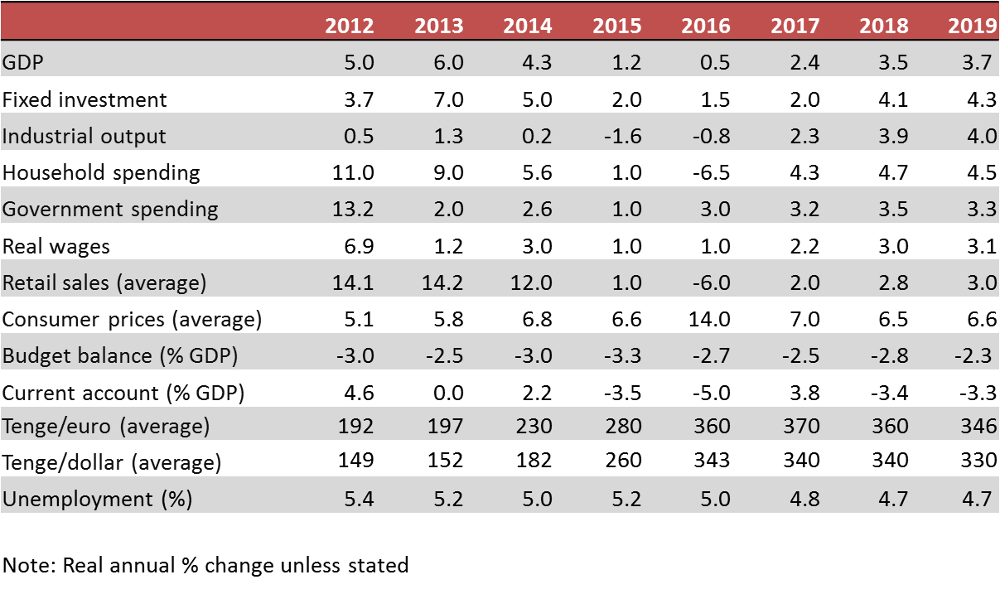 2012 2013 2014 2015 2016 2017 2018 2019
GDP 5.0 6.0 4.3 1.2 0.5 2.4 3.5 3.7
Fixed investment 3.7 7.0 5.0 2.0 1.5 2.0 4.1 4.3
Industrial output 0.5 1.3 0.2 -1.6 -0.8 2.3 3.9 4.0
Household spending 11.0 9.0 5.6 1.0 -6.5 4.3 4.7 4.5
Government spending 13.2 2.0 2.6 1.0 3.0 3.2 3.5 3.3
Real wages 6.9 1.2 3.0 1.0 1.0 2.2 3.0 3.1
Retail sales (average) 14.1 14.2 12.0 1.0 -6.0 2.0 2.8 3.0
Consumer prices (average) 5.1 5.8 6.8 6.6 14.0 7.0 6.5 6.6
Budget balance (% GDP) -3.0 -2.5 -3.0 -3.3 -2.7 -2.5 -2.8 -2.3
Current account (% GDP) 4.6 0.0 2.2 -3.5 -5.0 3.8 -3.4 -3.3
Tenge/euro (average) 192 197 230 280 360 370 360 346
Tenge/dollar (average) 149 152 182 260 343 340 340 330
Unemployment (%) 5.4 5.2 5.0 5.2 5.0 4.8 4.7 4.7
Note: Real annual % change unless stated